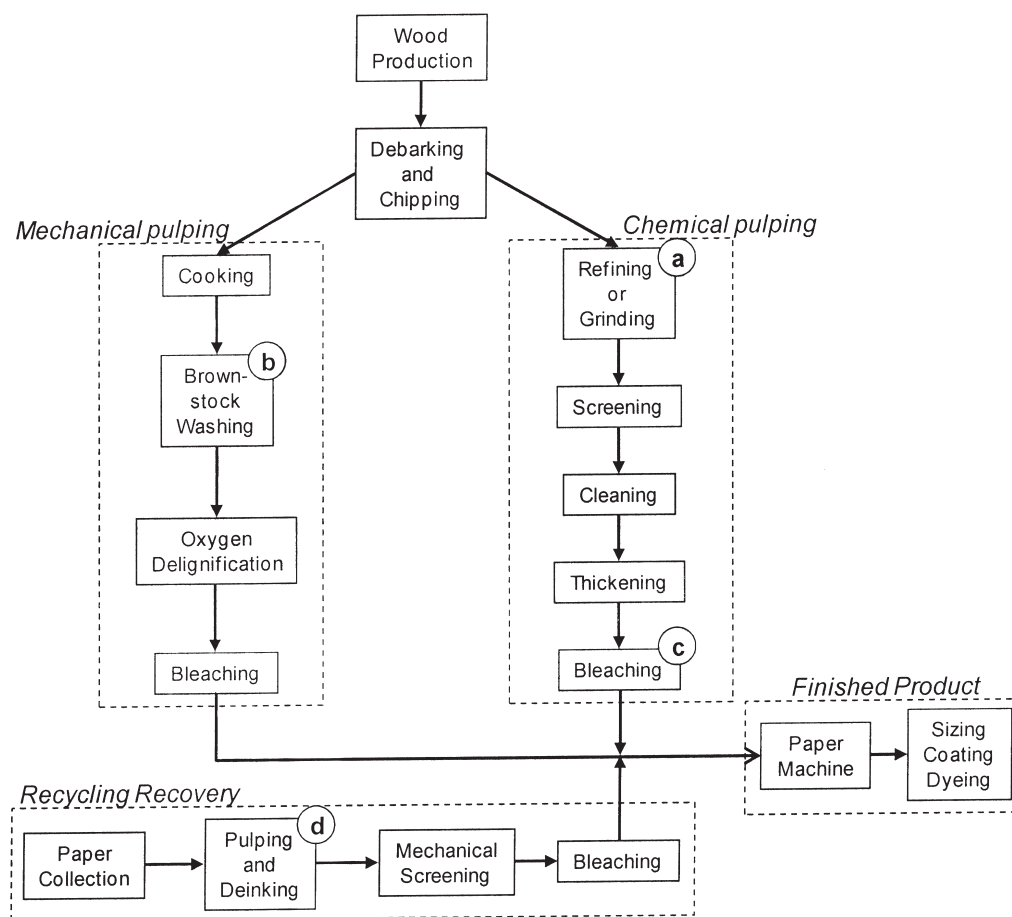 Wood
Production
Debarking
and
Chipping
Mechanical pulping
Cooking
b
Brown-
stock
Washing
Oxygen
Delignification
Bleaching
Chemical pulping
a
Refining
or
Grinding
Screening
Cleaning
Thickening
c
Bleaching
Finished Product
Paper
Machine
Sizing
Coating
Dyeing
Recycling Recovery
Paper
Collection
d
Pulping
and
Deinking
Mechanical
Screening
Bleaching